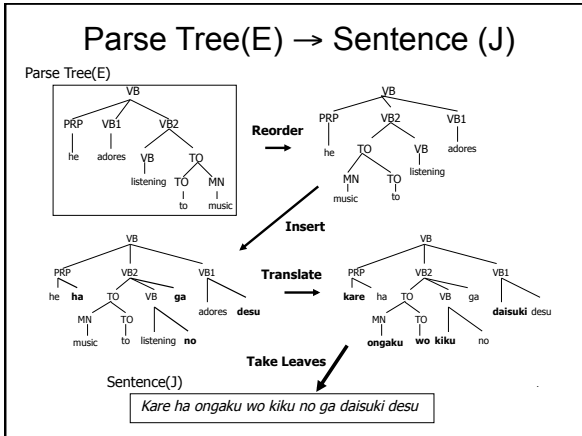 Parse Tree(E) → Sentence (J)
Parse Tree(E)
VB
PRP VB1 VB2
he adores VB TO
listening TO MN
to music
Reorder
VB
PRP VB2 VB1
he TO VB adores
MN TO listening
music to
Insert
VB
PRP VB2 VB1
he ha TO VB ga adores desu
MN TO listening no
music to
Translate
VB
PRP VB2 VB1
kare ha TO VB ga daisuki desu
MN TO kiku no
ongaku wo
Take Leaves
Sentence(J)
Kare ha ongaku wo kiku no ga daisuki desu